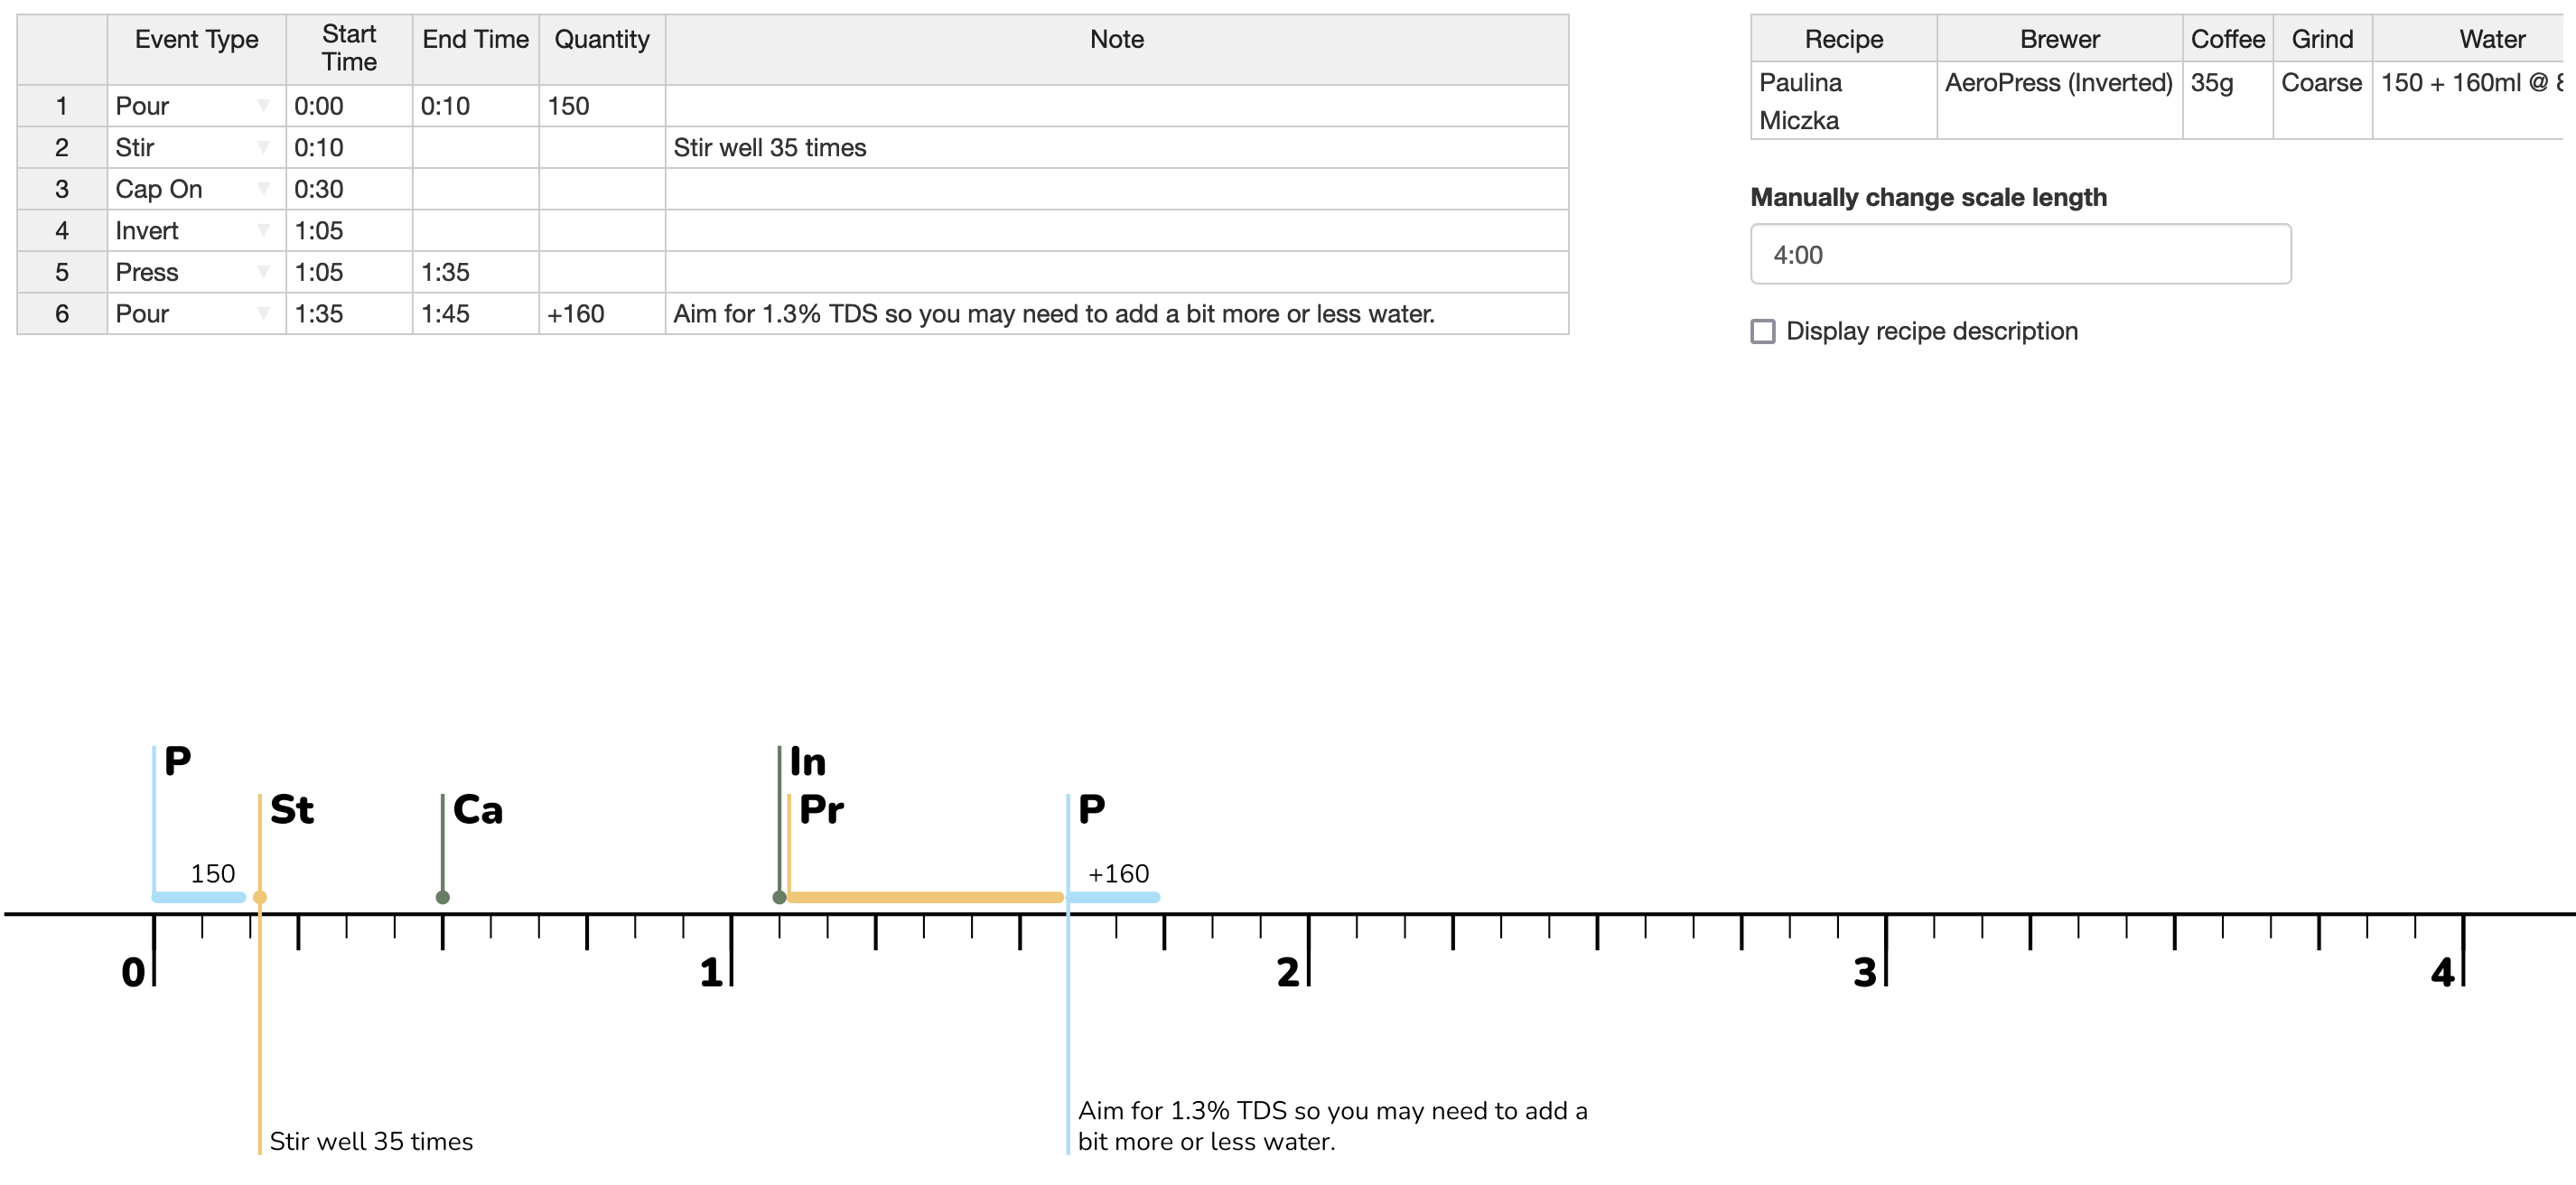 Event Type Start Time End Time Quantity Note
1 Pour 0:00 0:10 150
2 Stir 0:10 Stir well 35 times
3 Cap On 0:30
4 Invert 1:05
5 Press 1:05 1:35
6 Pour 1:35 1:45 +160 Aim for 1.3% TDS so you may need to add a bit more or less water.
Recipe Brewer Coffee Grind Water
Paulina AeroPress (Inverted) 35g Coarse 150 + 160ml @
Miczka
Manually change scale length
4:00
Display recipe description
P In
St Ca Pr P
150 +160
0 1 2 3 4
Stir well 35 times
Aim for 1.3% TDS so you may need to add a
bit more or less water.